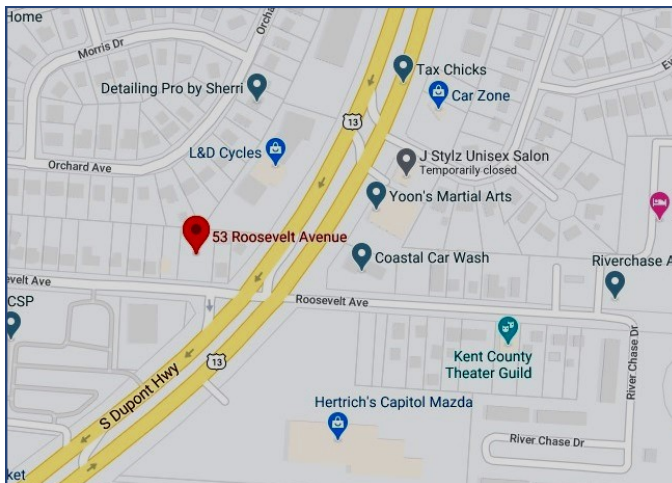 Home
Morris Dr
Orch
Tax Chicks
Detailing Pro by Sherri
Car Zone
Ev
13
L&D Cycles
J Stylz Unisex Salon
Temporarily closed
Orchard Ave
Yoon's Martial Arts
53 Roosevelt Avenue
Coastal Car Wash
Riverchase A
evelt Ave
CSP
Roosevelt Ave
Kent County
Theater Guild
River Chase Dr
13
S Dupont Hwy
Hertrich's Capitol Mazda
River Chase Dr
ket